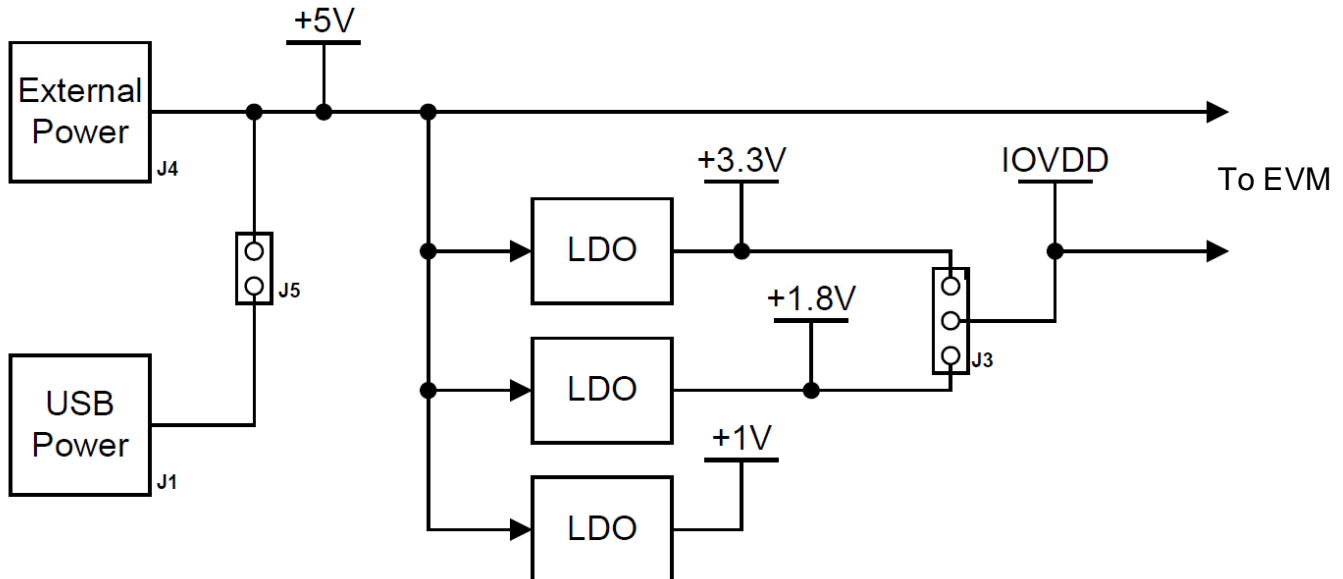 +5V
External
Power
J4
+3.3V
IOVDD
To EVM
LDO
J5
+1.8V
J3
USB
Power
J1
LDO
+1V
LDO